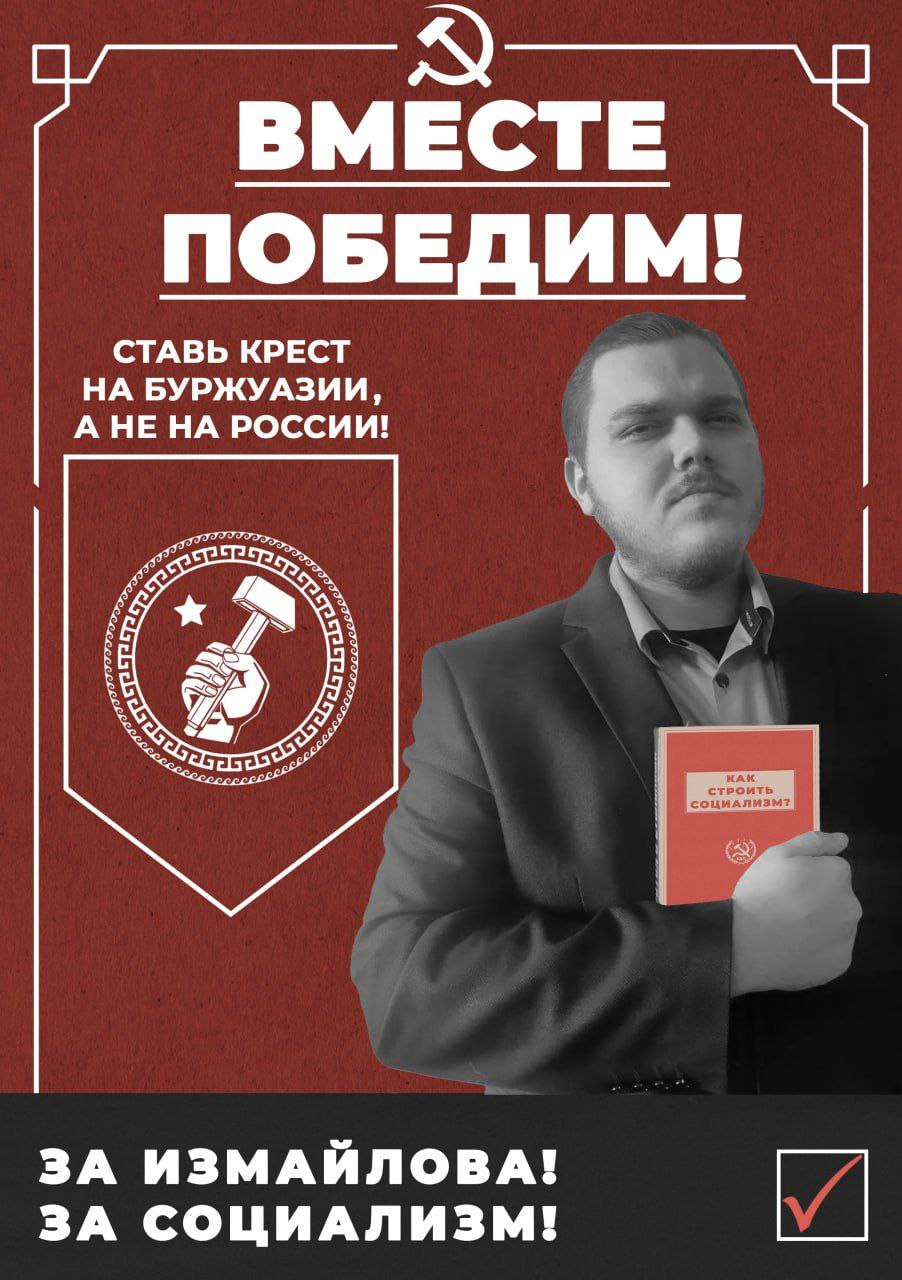 ВМЕСТЕ
ПОБЕДИМ!
СТАВЬ КРЕСТ
НА БУРЖУАЗИИ,
А НЕ НА РОССИИ!
КАК
СТРОИТЬ
СОЦИАЛИЗМ?
ЗА ИЗМАЙЛОВА!
ЗА СОЦИАЛИЗМ!